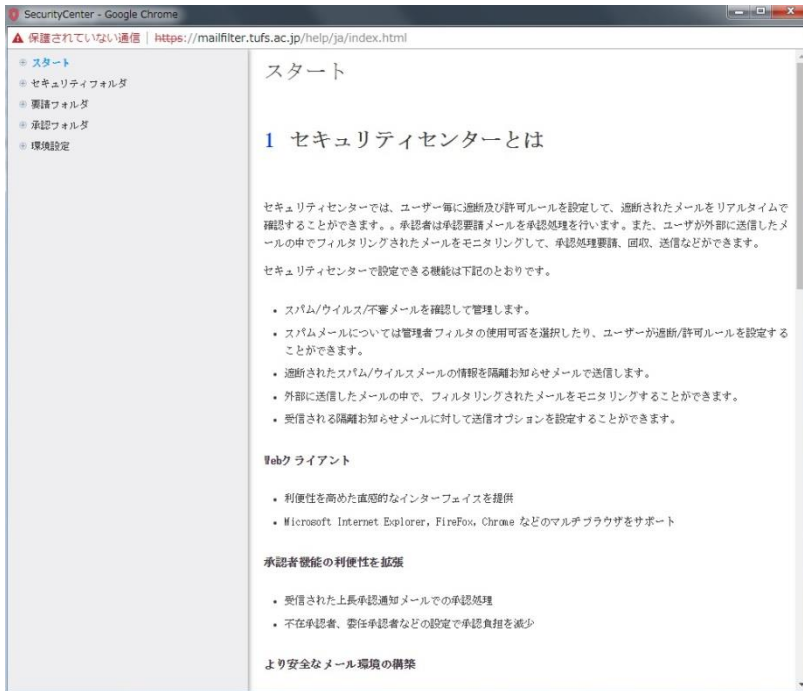 SecurityCenter - Google Chrome
保護されていない通信 | https://mailfilter.tufs.ac.jp/help/ja/index.html
スタート
セキュリティフォルダ
要請フォルダ
承認フォルダ
環境設定
スタート
1 セキュリティセンターとは
セキュリティセンターでは、ユーザー毎に遮断及び許可ルールを設定して、遮断されたメールをリアルタイムで
確認することができます。。承認者は承認要請メールを承認処理を行います。また、ユーザが外部に送信したメ
ールの中でフィルタリングされたメールをモニタリングして、承認処理要請、回収、送信などができます。
セキュリティセンターで設定できる機能は下記のとおりです。
• スパム/ウイルス/不審メールを確認して管理します。
• スパムメールについては管理者フィルタの使用可否を選択したり、ユーザーが遮断/許可ルールを設定する
ことができます。
• 遮断されたスパム/ウイルスメールの情報を隔離お知らせメールで送信します。
• 外部に送信したメールの中で、フィルタリングされたメールをモニタリングすることができます。
• 受信される隔離お知らせメールに対して送信オプションを設定することができます。
Webクライアント
• 利便性を高めた直感的なインターフェイスを提供
• Microsoft Internet Explorer, FireFox, Chrome などのマルチブラウザをサポート
承認者機能の利便性を拡張
• 受信された上長承認通知メールでの承認処理
• 不在承認者、委任承認者などの設定で承認負担を減少
より安全なメール環境の構築